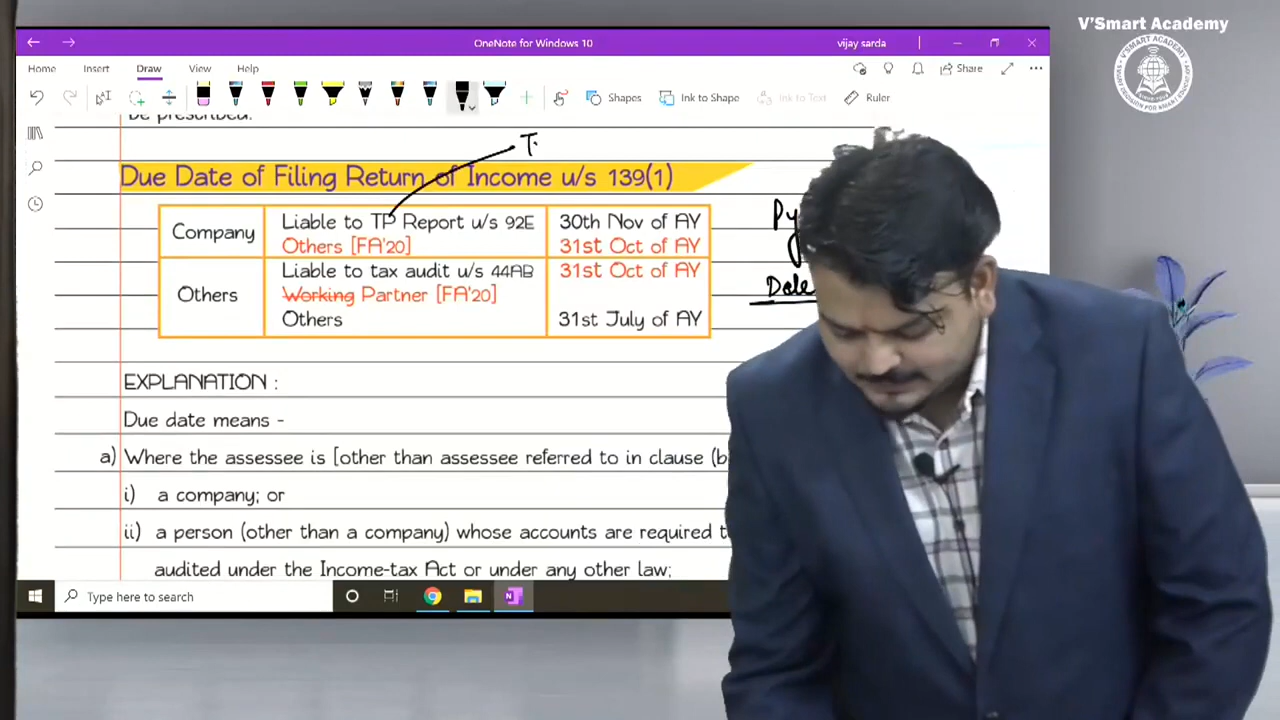 V'Smart Academy
OneNote for Windows 10
vijay sarda
Home Insert Draw View Help
Share
Shapes Ink to Shape Ink to Text Ruler
be prescribed.
T.
Due Date of Filing Return of Income u/s 139(1)
Company Liable to TP Report u/s 92E 30th Nov of AY
Others [FA'20] 31st Oct of AY
Others Liable to tax audit u/s 44AB 31st Oct of AY
Working Partner [FA'20]
Others 31st July of AY
Py
Date
EXPLANATION :
Due date means -
a) Where the assessee is [other than assessee referred to in clause (b
i) a company; or
ii) a person (other than a company) whose accounts are required t
audited under the Income-tax Act or under any other law;
Type here to search